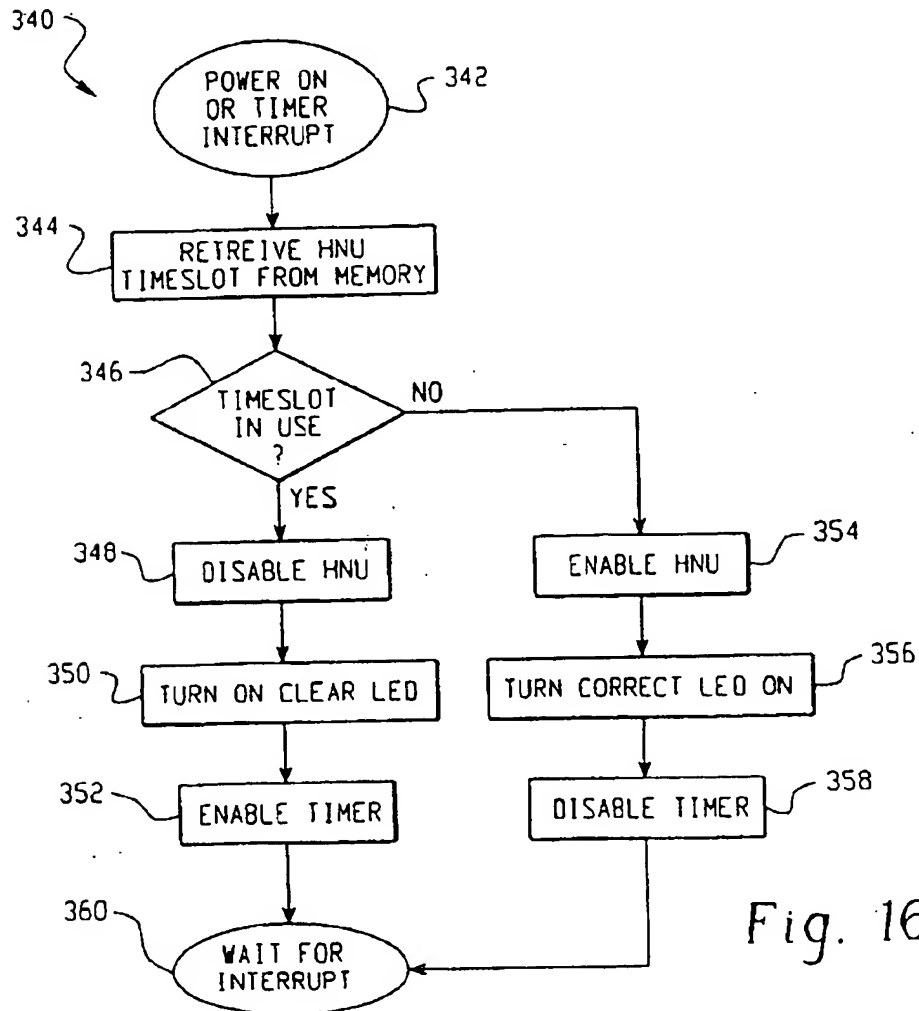 340
POWER ON
OR TIMER
INTERRUPT
342
344
RETREIVE HNU
TIMESLOT FROM MEMORY
346
TIMESLOT
IN USE
?
NO
YES
348
DISABLE HNU
354
ENABLE HNU
350
TURN ON CLEAR LED
356
TURN CORRECT LED ON
352
ENABLE TIMER
358
DISABLE TIMER
360
WAIT FOR
INTERRUPT
Fig. 16